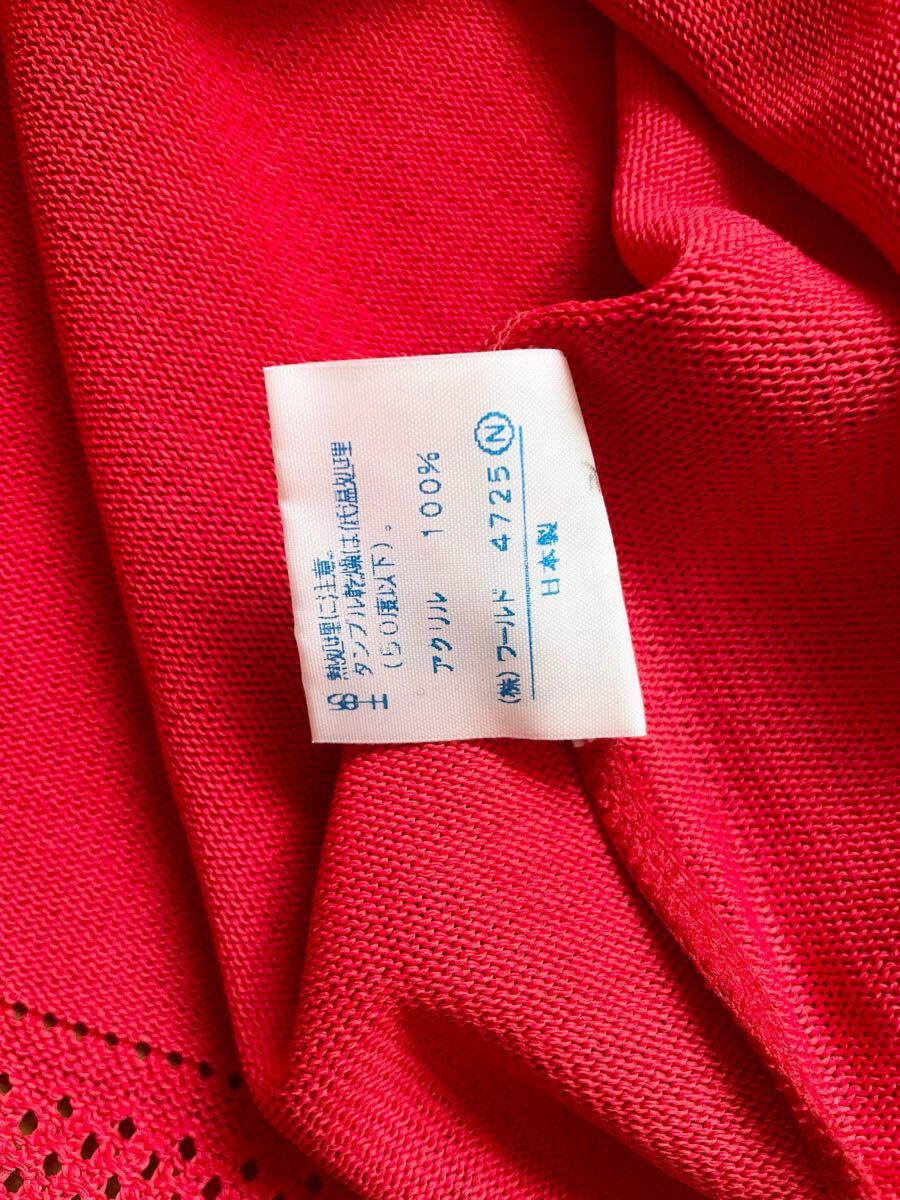 熱処理に注意。
タンブル乾燥は低温処理
(50度以下)。
アクリル 100%
(株)ワールド 4725 N
日本製